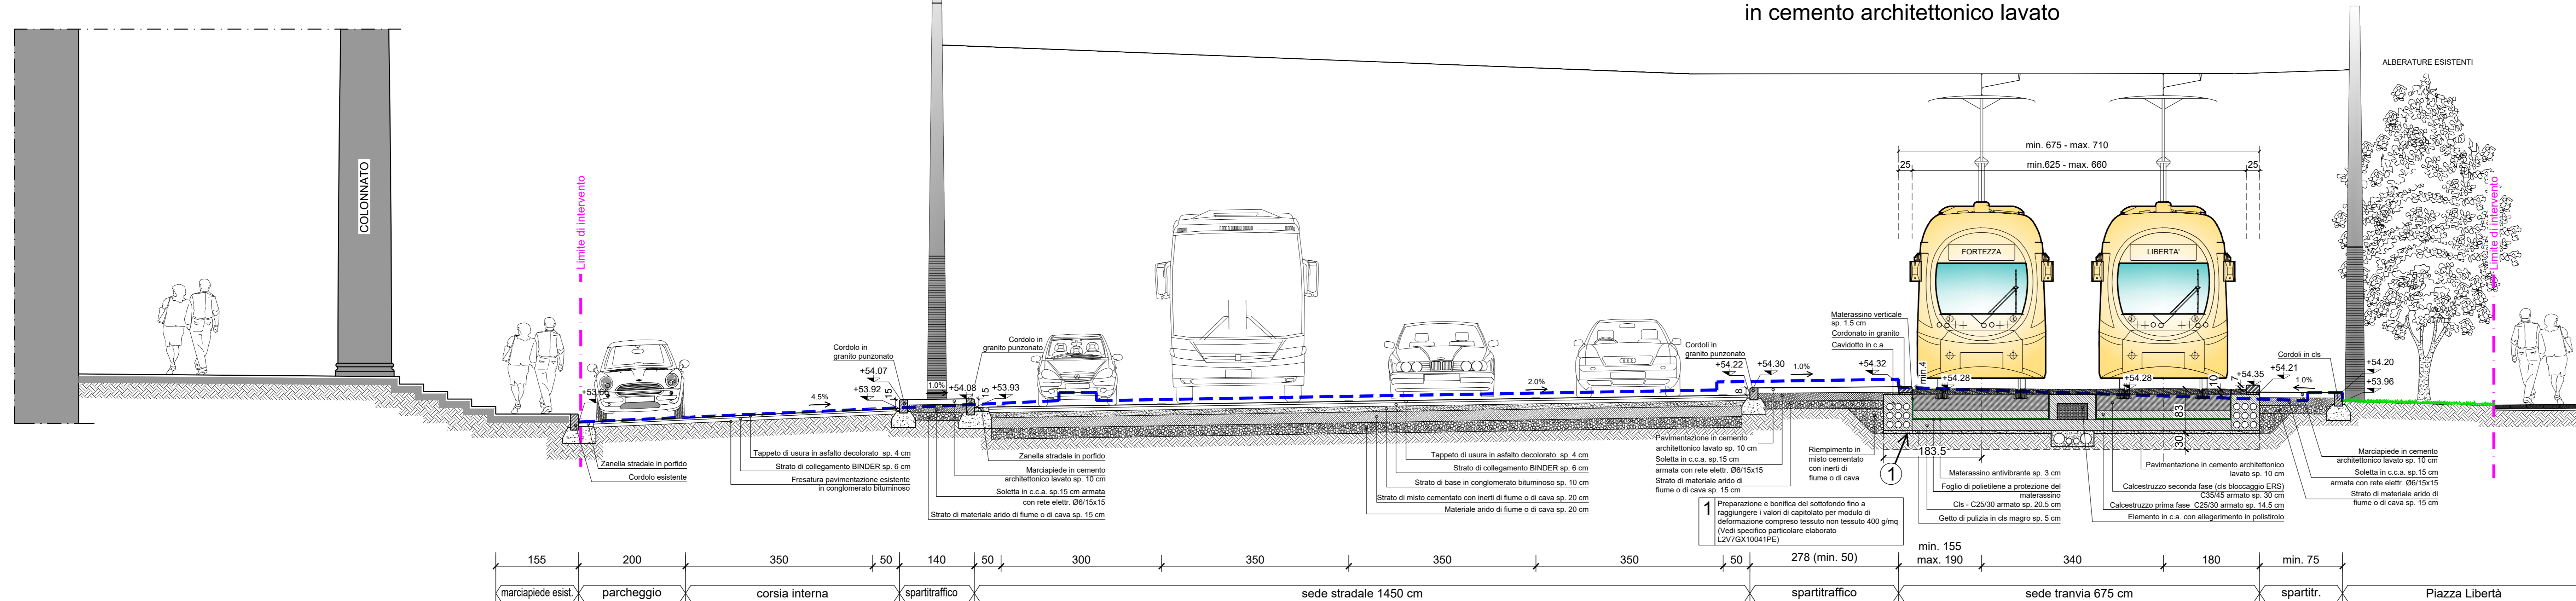 in cemento architettonico lavato
ALBERATURE ESISTENTI
COLONNATO
Limite di intervento
Limite di intervento
min. 675 - max. 710
25
min.625 - max. 660
25
FORTEZZA
LIBERTA'
Materassino verticale
sp. 1.5 cm
Cordonato in granito
Cavidotto in c.a.
min.4
Cordolo in
granito punzonato
Cordolo in
granito punzonato
Cordoli in
granito punzonato
Cordoli in cls
4.5%
+54.07
+53.92
15
1.0%
+54.08
15
+53.93
2.0%
+54.22
8
+54.30
1.0%
+54.32
+54.28
+54.28
10
7
+54.35
+54.21
1.0%
+54.20
+53.96
83
30
183.5
1
Zanella stradale in porfido
Cordolo esistente
Tappeto di usura in asfalto decolorato sp. 4 cm
Strato di collegamento BINDER sp. 6 cm
Fresatura pavimentazione esistente
in conglomerato bituminoso
Zanella stradale in porfido
Marciapiede in cemento
architettonico lavato sp. 10 cm
Soletta in c.c.a. sp.15 cm armata
con rete elettr. Ø6/15x15
Strato di materiale arido di fiume o di cava sp. 15 cm
Tappeto di usura in asfalto decolorato sp. 4 cm
Strato di collegamento BINDER sp. 6 cm
Strato di base in conglomerato bituminoso sp. 10 cm
Strato di misto cementato con inerti di fiume o di cava sp. 20 cm
Materiale arido di fiume o di cava sp. 20 cm
Pavimentazione in cemento
architettonico lavato sp. 10 cm
Soletta in c.c.a. sp.15 cm
armata con rete elettr. Ø6/15x15
Strato di materiale arido di
fiume o di cava sp. 15 cm
Riempimento in
misto cementato
con inerti di
fiume o di cava
Materassino antivibrante sp. 3 cm
Foglio di polietilene a protezione del
materassino
Cls - C25/30 armato sp. 20.5 cm
Getto di pulizia in cls magro sp. 5 cm
Pavimentazione in cemento architettonico
lavato sp. 10 cm
Calcestruzzo seconda fase (cls bloccaggio ERS)
C35/45 armato sp. 30 cm
Calcestruzzo prima fase C25/30 armato sp. 14.5 cm
Elemento in c.a. con allegerimento in polistirolo
Marciapiede in cemento
architettonico lavato sp. 10 cm
Soletta in c.c.a. sp.15 cm
armata con rete elettr. Ø6/15x15
Strato di materiale arido di
fiume o di cava sp. 15 cm
1
Preparazione e bonifica del sottofondo fino a
raggiungere i valori di capitolato per modulo di
deformazione compreso tessuto non tessuto 400 g/mq
(Vedi specifico particolare elaborato
L2V7GX10041PE)
155
200
350
50
140
50
300
350
350
350
50
278 (min. 50)
min. 155
max. 190
340
180
min. 75
marciapiede esist.
parcheggio
corsia interna
spartitraffico
sede stradale 1450 cm
spartitraffico
sede tranvia 675 cm
spartitr.
Piazza Libertà